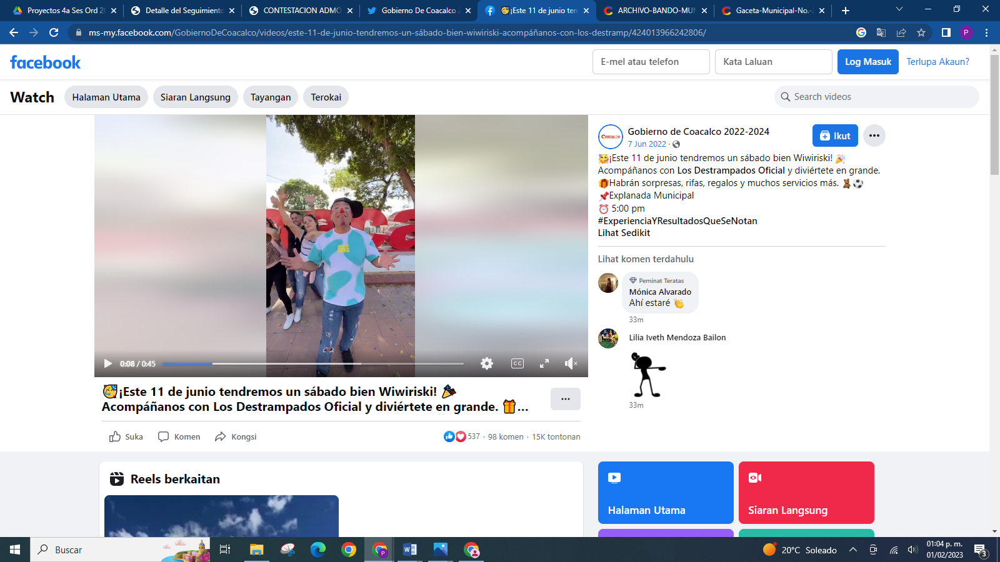 Proyectos 4a Ses Ord 20
Detalle del Seguimiento
CONTESTACION ADMO
Gobierno De Coacalco 2
¡Este 11 de junio ten
ARCHIVO-BANDO-MUN
Gaceta-Municipal-No.-
ms-my.facebook.com/GobiernoDeCoacalco/videos/este-11-de-junio-tendremos-un-sábado-bien-wiwiriski-acompáñanos-con-los-destramp/424013966242806/
P
facebook
E-mel atau telefon
Kata Laluan
Log Masuk
Terlupa Akaun?
Watch
Halaman Utama
Siaran Langsung
Tayangan
Terokai
Search videos
0:08 / 0:45
CC
🥳¡Este 11 de junio tendremos un sábado bien Wiwiriski! 🎉
Acompáñanos con Los Destrampados Oficial y diviértete en grande. 🎁...
Suka
Komen
Kongsi
537 · 98 komen · 15K tontonan
COACALCO
Gobierno de Coacalco 2022-2024
7 Jun 2022 ·
Ikut
🥳¡Este 11 de junio tendremos un sábado bien Wiwiriski! 🎉
Acompáñanos con Los Destrampados Oficial y diviértete en grande.
🎁Habrán sorpresas, rifas, regalos y muchos servicios más. 🧸⚽
📌Explanada Municipal
⏰ 5:00 pm
#ExperienciaYResultadosQueSeNotan
Lihat Sedikit
Lihat komen terdahulu
Peminat Teratas
Mónica Alvarado
Ahí estaré 👏
33m
Lilia Iveth Mendoza Bailon
33m
Reels berkaitan
Halaman Utama
Siaran Langsung
Buscar
P
20°C Soleado
01:04 p. m.
01/02/2023
3